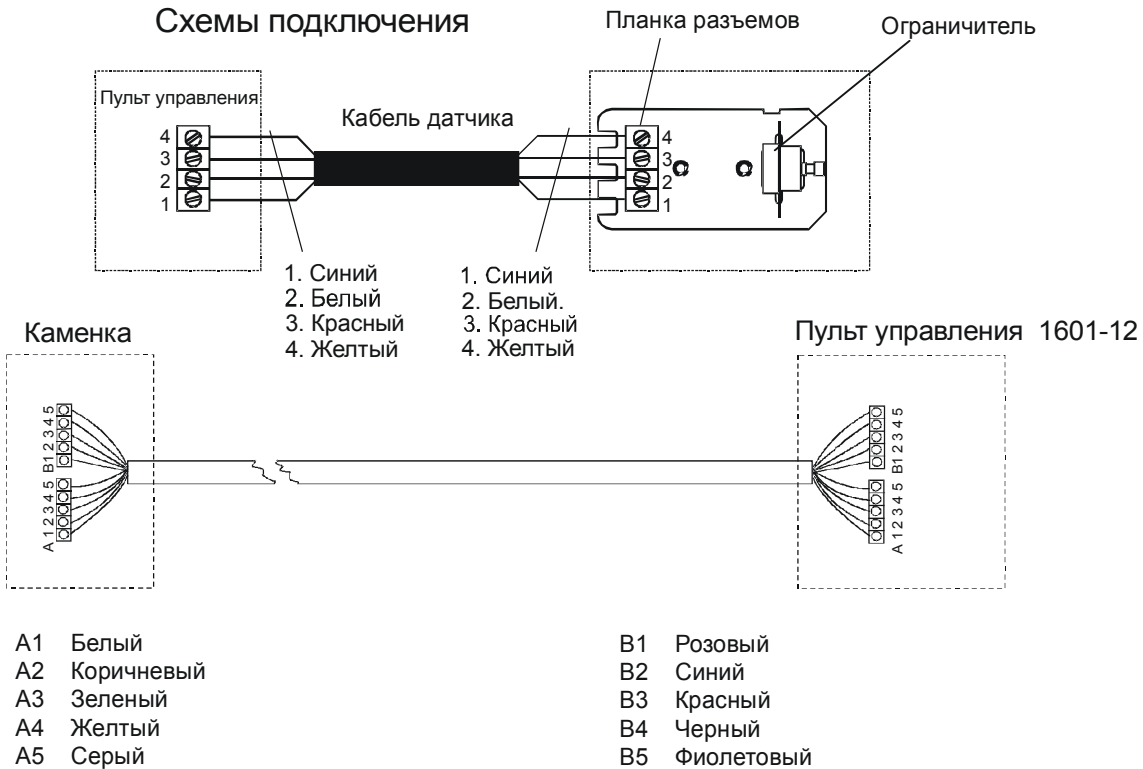 Схемы подключения
Планка разъемов
Ограничитель
Пульт управления
Кабель датчика
4
3
2
1
4
3
2
1
1. Синий
2. Белый
3. Красный
4. Желтый
1. Синий
2. Белый.
3. Красный
4. Желтый
Каменка
Пульт управления 1601-12
B1 2 3 4 5
A 1 2 3 4 5
B1 2 3 4 5
A 1 2 3 4 5
A1 Белый
A2 Коричневый
A3 Зеленый
A4 Желтый
A5 Серый
B1 Розовый
B2 Синий
B3 Красный
B4 Черный
B5 Фиолетовый